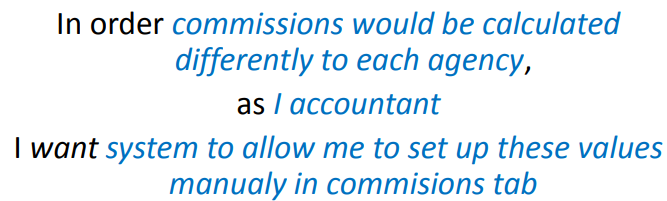 In order commissions would be calculated
differently to each agency,
as I accountant
I want system to allow me to set up these values
manualy in commisions tab